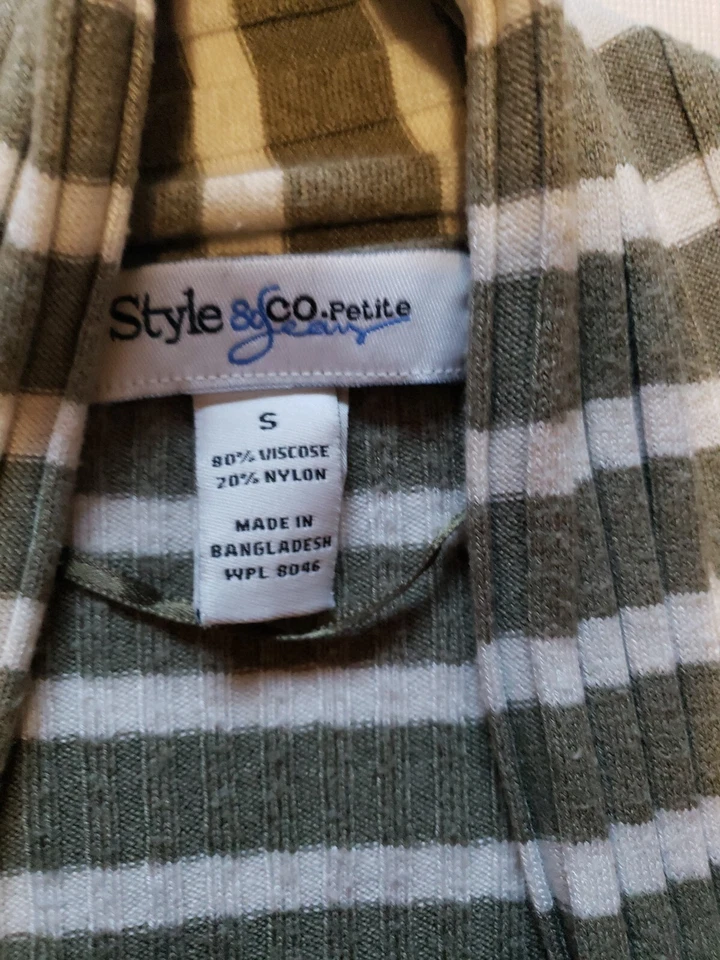 Style & CO. Petite
Jeans
S
80% VISCOSE
20% NYLON
MADE IN
BANGLADESH
WPL 8046